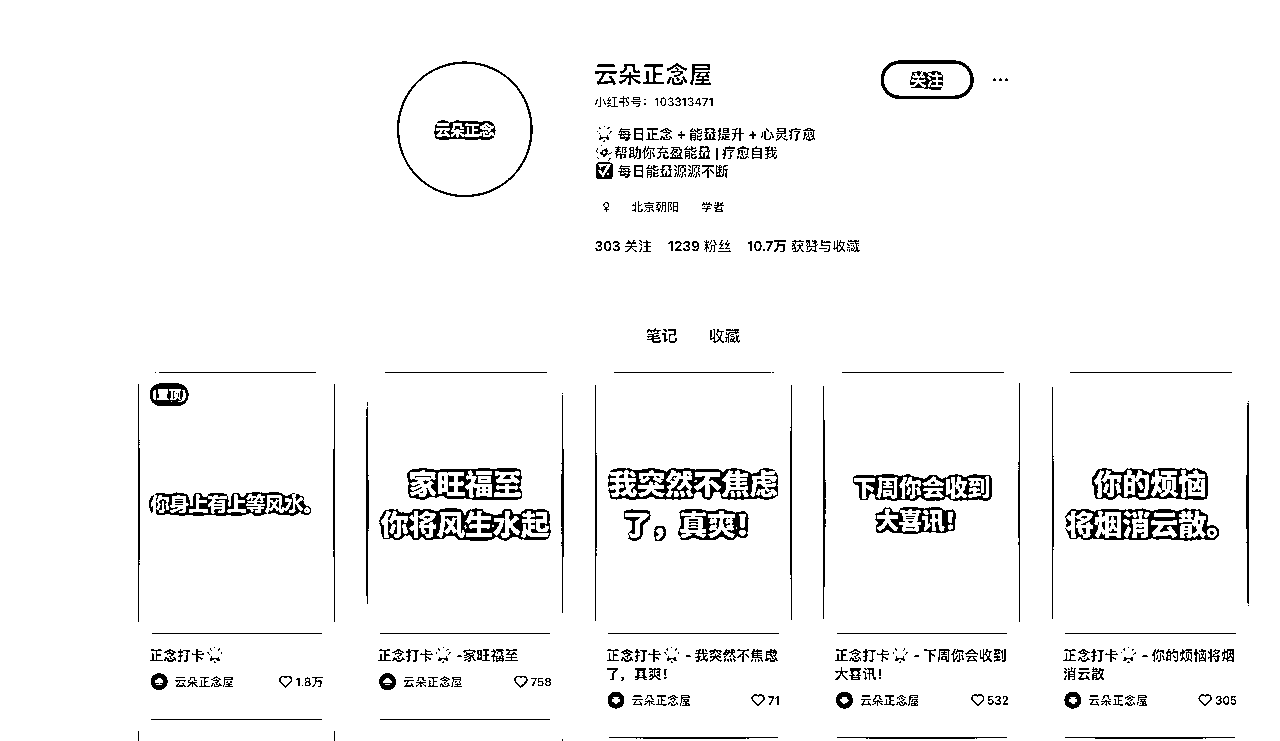 云朵正念屋
关注
小红书号：103313471
云朵正念
每日正念 + 能量提升 + 心灵疗愈
帮助你充盈能量 | 疗愈自我
每日能量源源不断
♀ 北京朝阳 学者
303 关注 1239 粉丝 10.7万 获赞与收藏
笔记 收藏
置顶
你身上有上等风水。
家旺福至
你将风生水起
我突然不焦虑
了，真爽！
下周你会收到
大喜讯！
你的烦恼
将烟消云散。
正念打卡
云朵正念屋 1.8万
正念打卡 -家旺福至
云朵正念屋 758
正念打卡 - 我突然不焦虑
了，真爽！
云朵正念屋 71
正念打卡 - 下周你会收到
大喜讯！
云朵正念屋 532
正念打卡 - 你的烦恼将烟
消云散
云朵正念屋 305